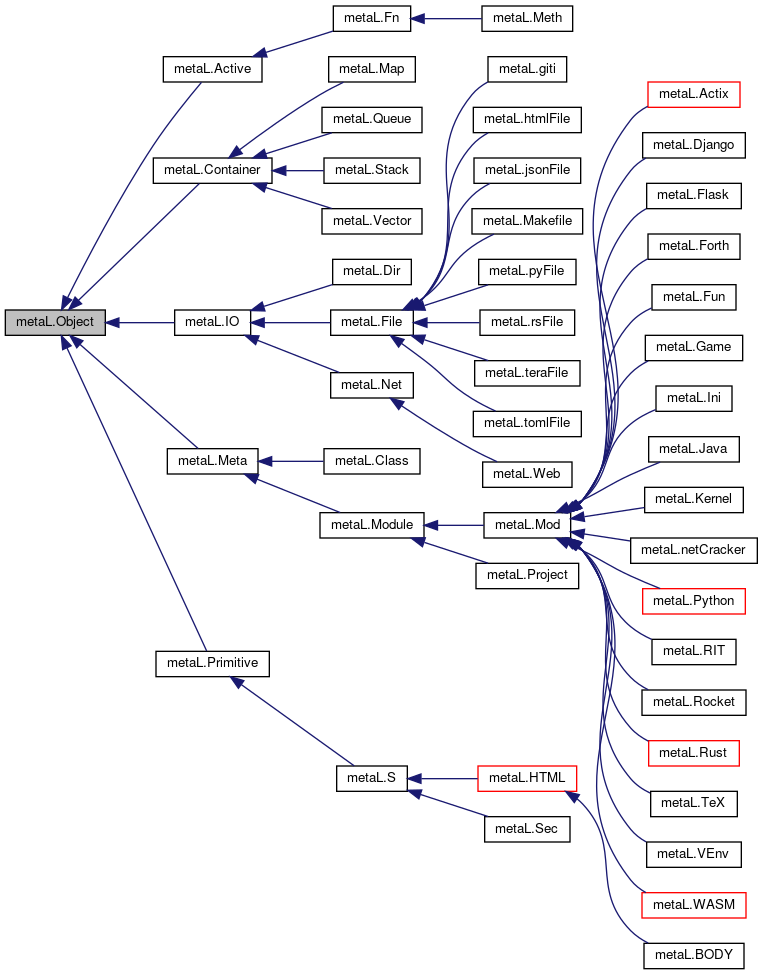 metaL.Object
metaL.Active
metaL.Container
metaL.IO
metaL.Meta
metaL.Primitive
metaL.Fn
metaL.Map
metaL.Queue
metaL.Stack
metaL.Vector
metaL.Dir
metaL.File
metaL.Net
metaL.Class
metaL.Module
metaL.S
metaL.Meth
metaL.giti
metaL.htmlFile
metaL.jsonFile
metaL.Makefile
metaL.pyFile
metaL.rsFile
metaL.teraFile
metaL.tomlFile
metaL.Web
metaL.Mod
metaL.Project
metaL.HTML
metaL.Sec
metaL.Actix
metaL.Django
metaL.Flask
metaL.Forth
metaL.Fun
metaL.Game
metaL.Ini
metaL.Java
metaL.Kernel
metaL.netCracker
metaL.Python
metaL.RIT
metaL.Rocket
metaL.Rust
metaL.TeX
metaL.VEnv
metaL.WASM
metaL.BODY